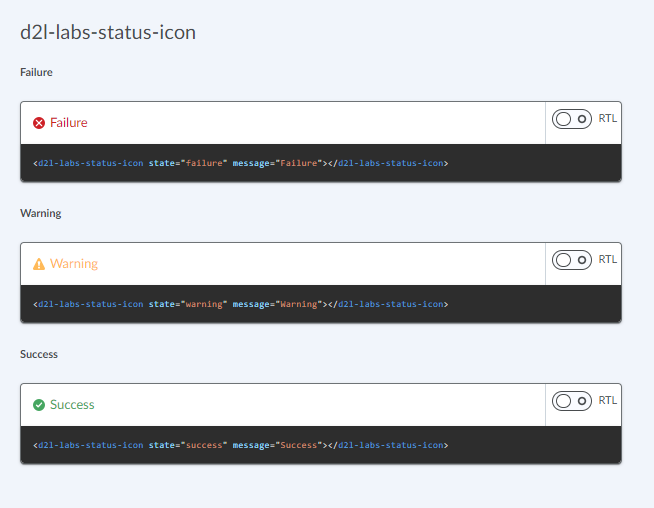 d2l-labs-status-icon
Failure
Failure
RTL
<d2l-labs-status-icon state="failure" message="Failure"></d2l-labs-status-icon>
Warning
Warning
RTL
<d2l-labs-status-icon state="warning" message="Warning"></d2l-labs-status-icon>
Success
Success
RTL
<d2l-labs-status-icon state="success" message="Success"></d2l-labs-status-icon>